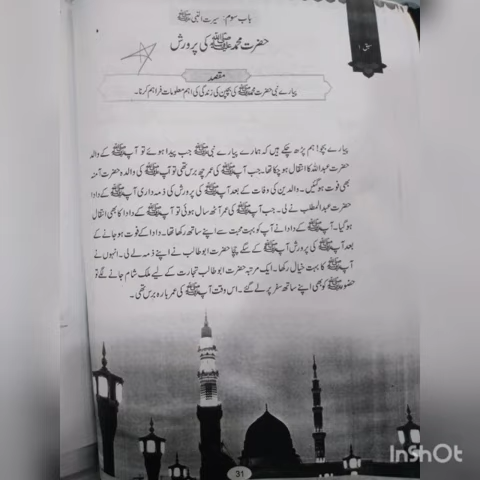 باب سوم: سیرت النبی ﷺ
حضرت محمد ﷺ کی پرورش
سبق 1
مقصد
پیارے نبی حضرت محمد ﷺ کی بچپن کی زندگی کی اہم معلومات فراہم کرنا۔
پیارے بچو! ہم پڑھ چکے ہیں کہ ہمارے پیارے نبی ﷺ جب پیدا ہوئے تو آپ ﷺ کے والد
حضرت عبداللہ کا انتقال ہو چکا تھا۔ جب آپ ﷺ کی عمر چھ برس تھی تو آپ ﷺ کی والدہ حضرت آمنہ
بھی فوت ہو گئیں۔ والدین کی وفات کے بعد آپ ﷺ کی پرورش کی ذمہ داری آپ ﷺ کے دادا
حضرت عبدالمطلب نے لی۔ جب آپ ﷺ کی عمر آٹھ سال ہوئی تو آپ ﷺ کے دادا کا بھی انتقال
ہو گیا۔ آپ ﷺ کے دادا نے آپ کو بہت محبت سے اپنے ساتھ رکھا تھا۔ دادا کے فوت ہو جانے کے
بعد آپ ﷺ کی پرورش آپ ﷺ کے سگے چچا حضرت ابو طالب نے اپنے ذمہ لے لی۔ انہوں نے
آپ ﷺ کا بہت خیال رکھا۔ ایک مرتبہ حضرت ابو طالب تجارت کے لیے ملک شام جانے لگے تو
حضور ﷺ کو بھی اپنے ساتھ سفر پر لے گئے۔ اس وقت آپ ﷺ کی عمر بارہ برس تھی۔
31
InShOt